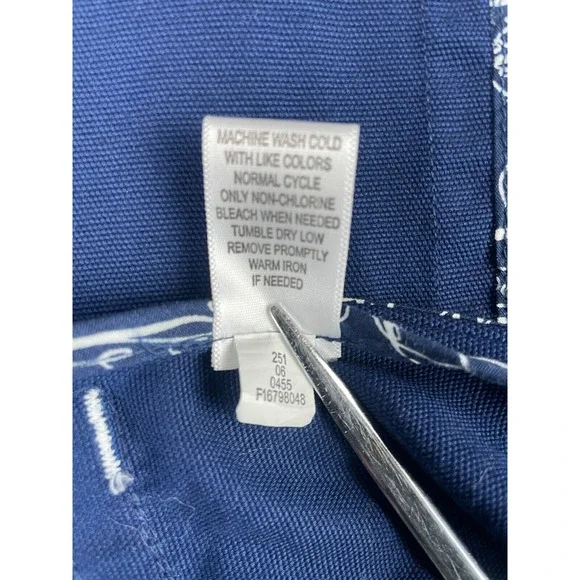 MACHINE WASH COLD
WITH LIKE COLORS
NORMAL CYCLE
ONLY NON-CHLORINE
BLEACH WHEN NEEDED
TUMBLE DRY LOW
REMOVE PROMPTLY
WARM IRON
IF NEEDED
251
06
0455
F16798048